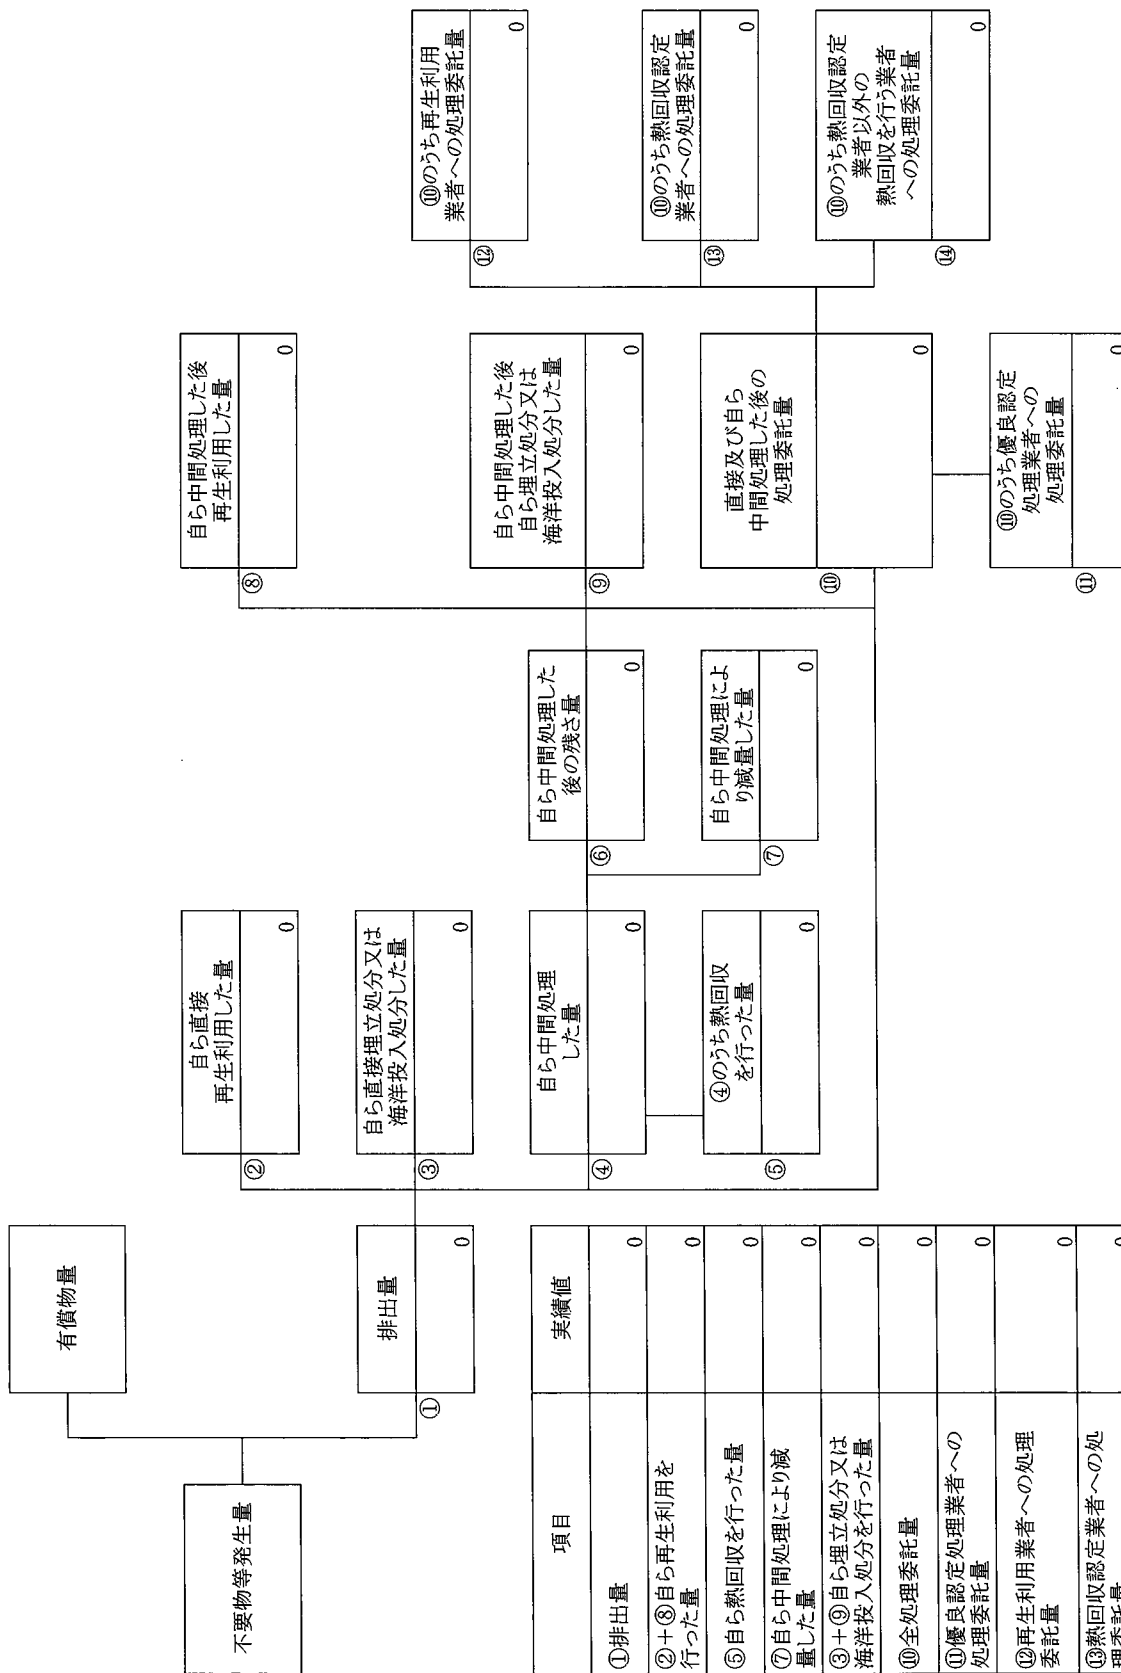 不要物等発生量
有償物量
排出量
①
0
自ら直接
再生利用した量
②
0
自ら直接埋立処分又は
海洋投入処分した量
③
0
自ら中間処理
した量
④
0
④のうち熱回収
を行った量
⑤
0
自ら中間処理した
後の残さ量
⑥
0
自ら中間処理によ
り減量した量
⑦
0
自ら中間処理した後
再生利用した量
⑧
0
自ら中間処理した後
自ら埋立処分又は
海洋投入処分した量
⑨
0
直接及び自ら
中間処理した後の
処理委託量
⑩
0
⑩のうち優良認定
処理業者への
処理委託量
⑪
0
⑩のうち再生利用
業者への処理委託量
⑫
0
⑩のうち熱回収認定
業者への処理委託量
⑬
0
⑩のうち熱回収認定
業者以外の
熱回収を行う業者
への処理委託量
⑭
0
項目 実績値
①排出量 0
②+⑧自ら再生利用を
行った量 0
⑤自ら熱回収を行った量 0
⑦自ら中間処理により減
量した量 0
③+⑨自ら埋立処分又は
海洋投入処分を行った量 0
⑩全処理委託量 0
⑪優良認定処理業者への
処理委託量 0
⑫再生利用業者への処理
委託量 0
⑬熱回収認定業者への処
理委託量 0